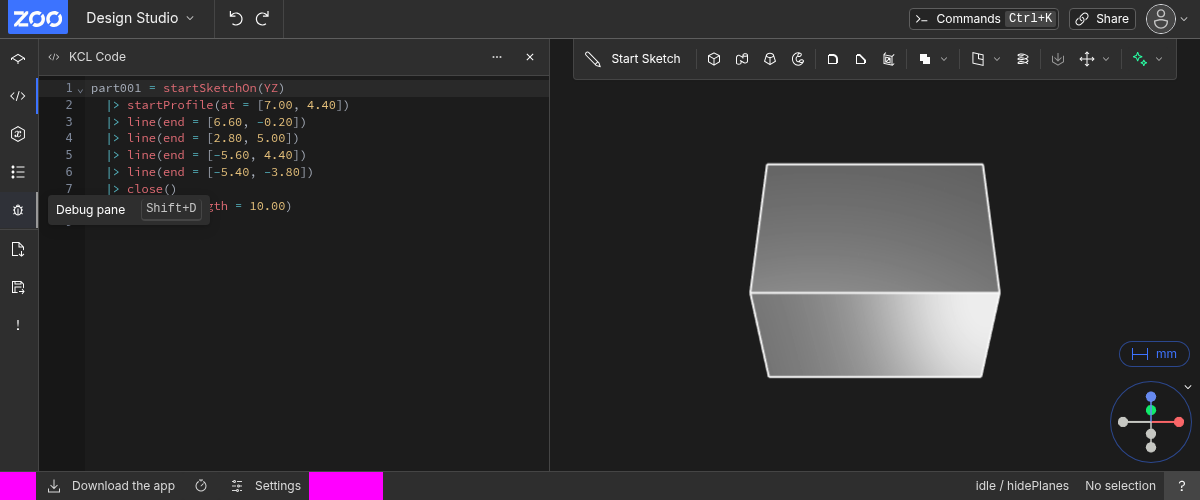 ZOO Design Studio Commands Ctrl+K Share
KCL Code Start Sketch
1 part001 = startSketchOn(YZ)
2 |> startProfile(at = [7.00, 4.40])
3 |> line(end = [6.60, -0.20])
4 |> line(end = [2.80, 5.00])
5 |> line(end = [-5.60, 4.40])
6 |> line(end = [-5.40, -3.80])
7 |> close()
gth = 10.00)
Debug pane Shift+D
mm
Download the app Settings idle / hidePlanes No selection ?